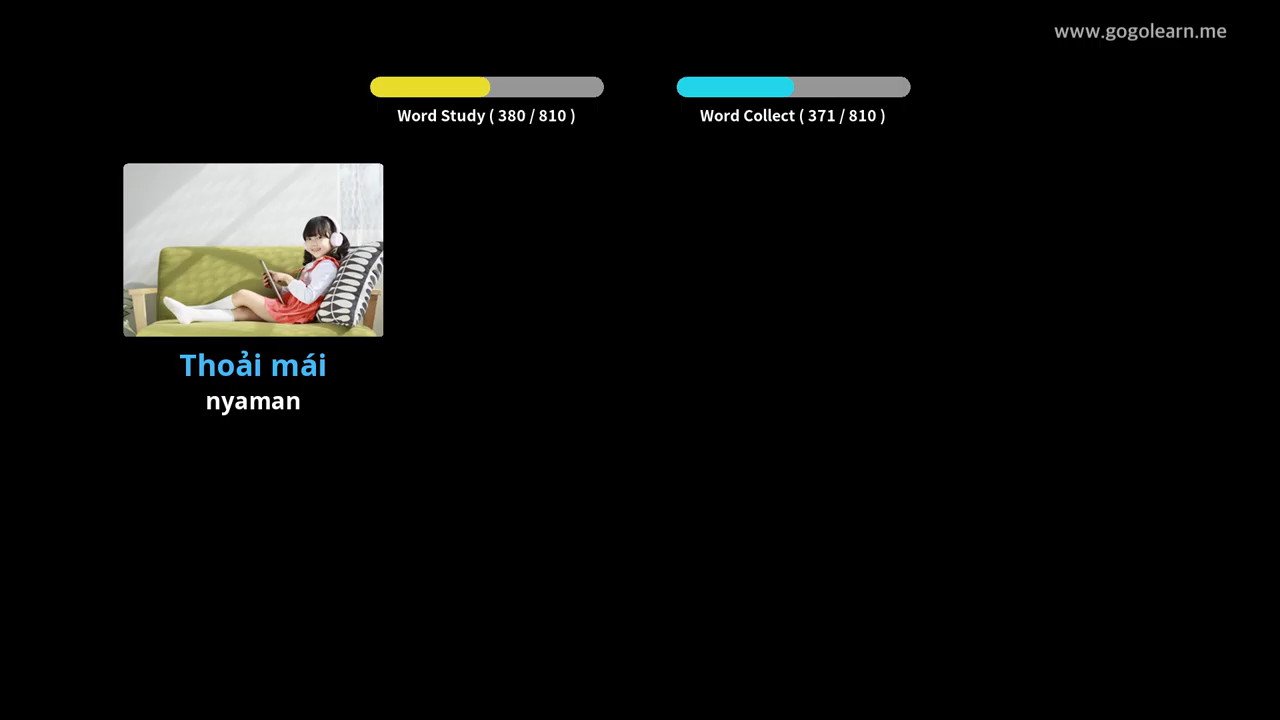 www.gogolearn.me
Word Study ( 380 / 810 )
Word Collect ( 371 / 810 )
Thoải mái
nyaman